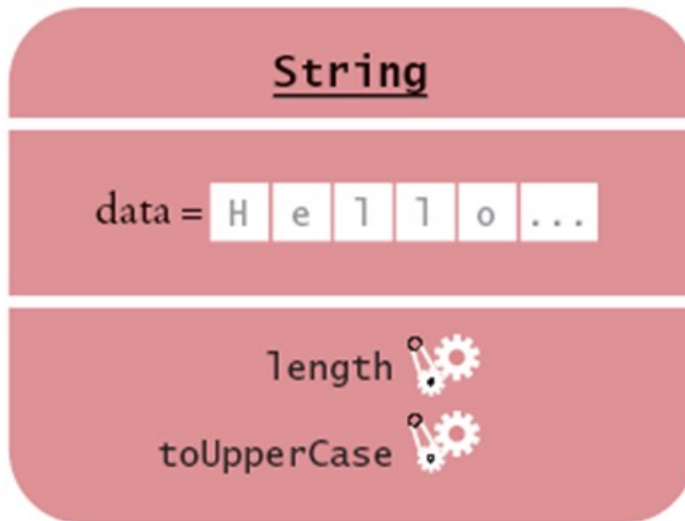 String
data = H e l l o ...
length
toUpperCase